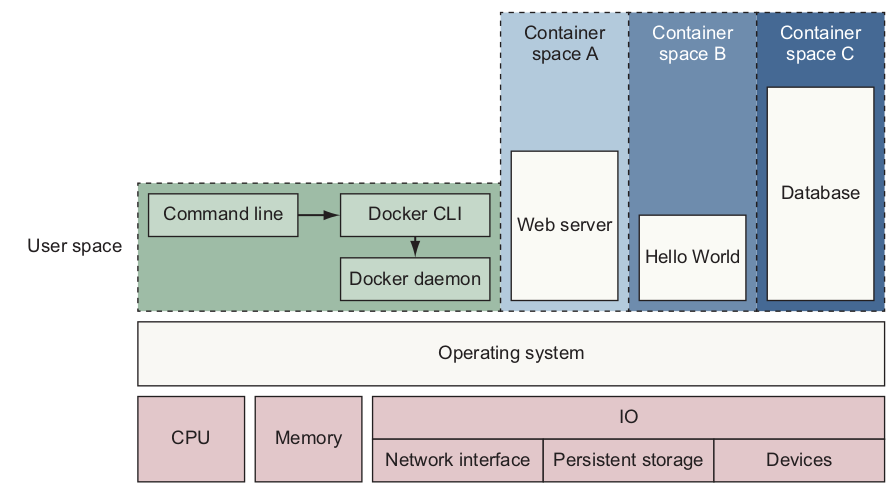 Container
space A
Container
space B
Container
space C
Command line
Docker CLI
Docker daemon
User space
Web server
Hello World
Database
Operating system
CPU
Memory
IO
Network interface
Persistent storage
Devices